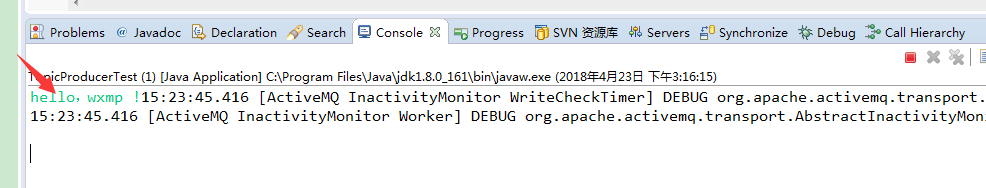 Problems @ Javadoc Declaration Search Console Progress SVN 资源库 Servers Synchronize Debug Call Hierarchy
TopicProducerTest (1) [Java Application] C:\Program Files\Java\jdk1.8.0_161\bin\javaw.exe (2018年4月23日 下午3:16:15)
hello，wxmp !15:23:45.416 [ActiveMQ InactivityMonitor WriteCheckTimer] DEBUG org.apache.activemq.transport.
15:23:45.416 [ActiveMQ InactivityMonitor Worker] DEBUG org.apache.activemq.transport.AbstractInactivityMoni